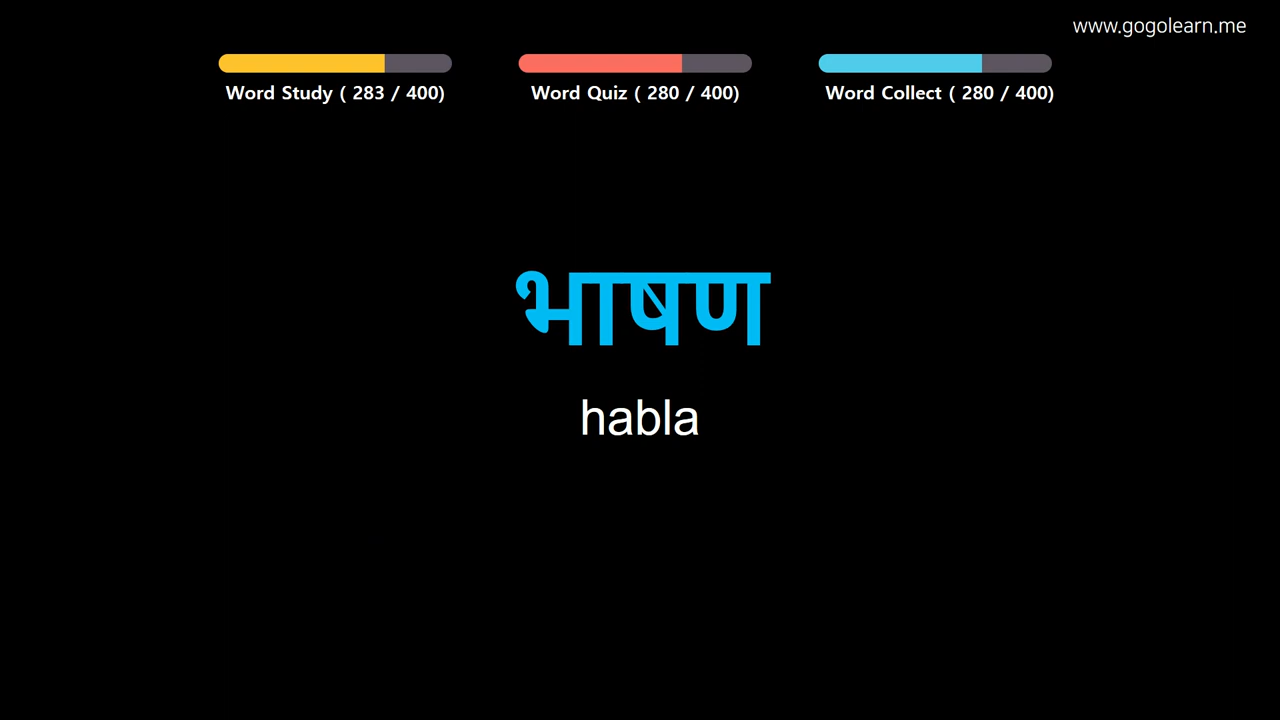 www.gogolearn.me
Word Study ( 283 / 400)
Word Quiz ( 280 / 400)
Word Collect ( 280 / 400)
भाषण
habla